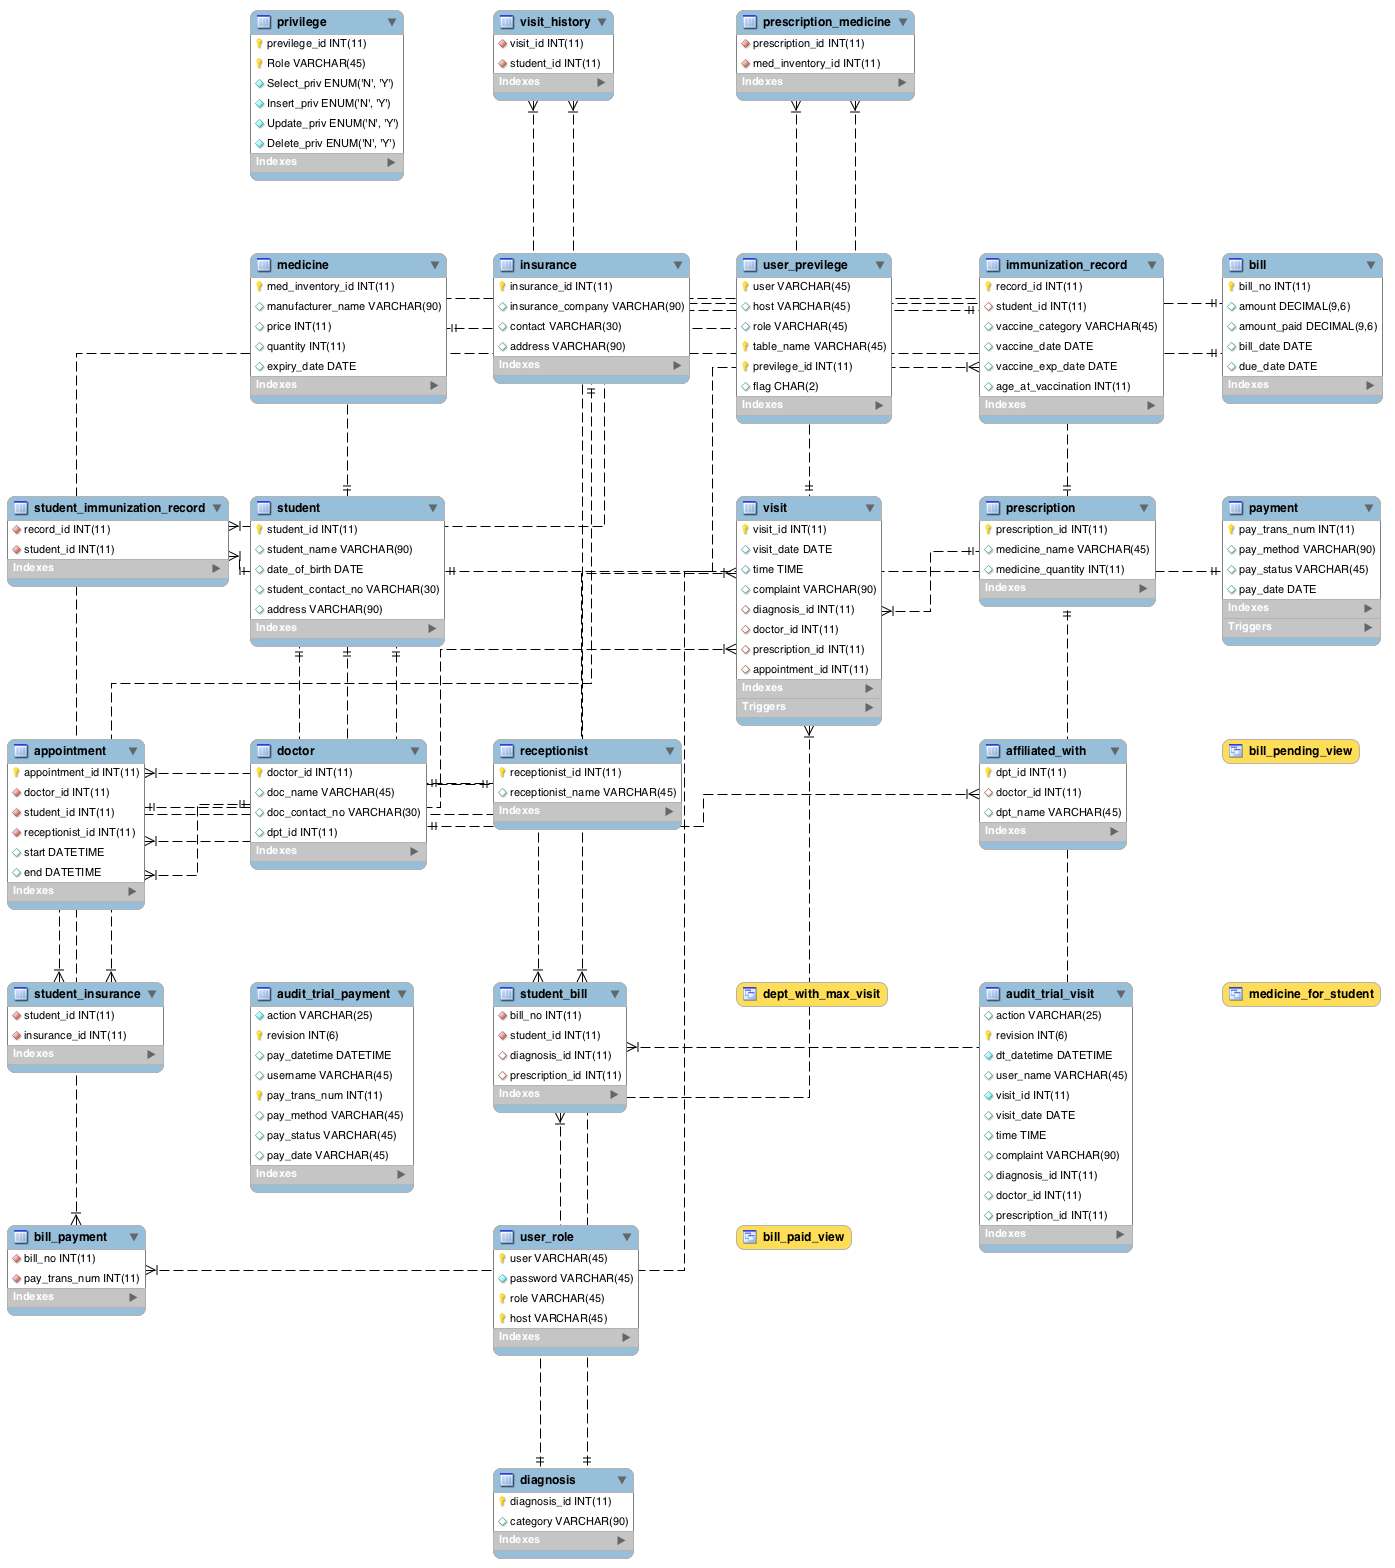 privilege
previlege_id INT(11)
Role VARCHAR(45)
Select_priv ENUM('N', 'Y')
Insert_priv ENUM('N', 'Y')
Update_priv ENUM('N', 'Y')
Delete_priv ENUM('N', 'Y')
Indexes
visit_history
visit_id INT(11)
student_id INT(11)
Indexes
prescription_medicine
prescription_id INT(11)
med_inventory_id INT(11)
Indexes
medicine
med_inventory_id INT(11)
manufacturer_name VARCHAR(90)
price INT(11)
quantity INT(11)
expiry_date DATE
Indexes
insurance
insurance_id INT(11)
insurance_company VARCHAR(90)
contact VARCHAR(30)
address VARCHAR(90)
Indexes
user_previlege
user VARCHAR(45)
host VARCHAR(45)
role VARCHAR(45)
table_name VARCHAR(45)
previlege_id INT(11)
flag CHAR(2)
Indexes
immunization_record
record_id INT(11)
student_id INT(11)
vaccine_category VARCHAR(45)
vaccine_date DATE
vaccine_exp_date DATE
age_at_vaccination INT(11)
Indexes
bill
bill_no INT(11)
amount DECIMAL(9,6)
amount_paid DECIMAL(9,6)
bill_date DATE
due_date DATE
Indexes
student_immunization_record
record_id INT(11)
student_id INT(11)
Indexes
student
student_id INT(11)
student_name VARCHAR(90)
date_of_birth DATE
student_contact_no VARCHAR(30)
address VARCHAR(90)
Indexes
visit
visit_id INT(11)
visit_date DATE
time TIME
complaint VARCHAR(90)
diagnosis_id INT(11)
doctor_id INT(11)
prescription_id INT(11)
appointment_id INT(11)
Indexes
Triggers
prescription
prescription_id INT(11)
medicine_name VARCHAR(45)
medicine_quantity INT(11)
Indexes
payment
pay_trans_num INT(11)
pay_method VARCHAR(90)
pay_status VARCHAR(45)
pay_date DATE
Indexes
Triggers
appointment
appointment_id INT(11)
doctor_id INT(11)
student_id INT(11)
receptionist_id INT(11)
start DATETIME
end DATETIME
Indexes
doctor
doctor_id INT(11)
doc_name VARCHAR(45)
doc_contact_no VARCHAR(30)
dpt_id INT(11)
Indexes
receptionist
receptionist_id INT(11)
receptionist_name VARCHAR(45)
Indexes
affiliated_with
dpt_id INT(11)
doctor_id INT(11)
dpt_name VARCHAR(45)
Indexes
bill_pending_view
student_insurance
student_id INT(11)
insurance_id INT(11)
Indexes
audit_trial_payment
action VARCHAR(25)
revision INT(6)
pay_datetime DATETIME
username VARCHAR(45)
pay_trans_num INT(11)
pay_method VARCHAR(45)
pay_status VARCHAR(45)
pay_date VARCHAR(45)
Indexes
student_bill
bill_no INT(11)
student_id INT(11)
diagnosis_id INT(11)
prescription_id INT(11)
Indexes
dept_with_max_visit
audit_trial_visit
action VARCHAR(25)
revision INT(6)
dt_datetime DATETIME
user_name VARCHAR(45)
visit_id INT(11)
visit_date DATE
time TIME
complaint VARCHAR(90)
diagnosis_id INT(11)
doctor_id INT(11)
prescription_id INT(11)
Indexes
medicine_for_student
bill_payment
bill_no INT(11)
pay_trans_num INT(11)
Indexes
user_role
user VARCHAR(45)
password VARCHAR(45)
role VARCHAR(45)
host VARCHAR(45)
Indexes
bill_paid_view
diagnosis
diagnosis_id INT(11)
category VARCHAR(90)
Indexes